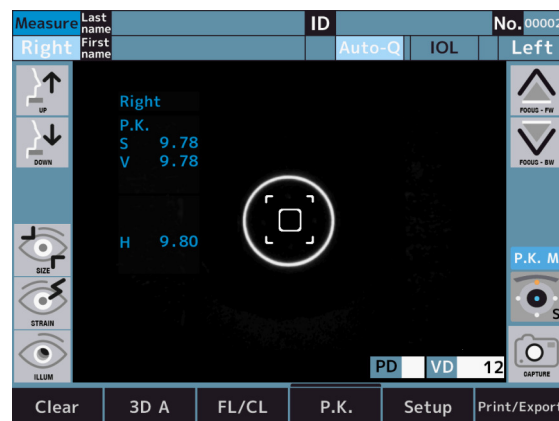 Measure Last name ID No. 00002
Right First name Auto-Q IOL Left
UP
FOCUS - FW
Right
P.K.
S 9.78
V 9.78
DOWN
FOCUS - BW
H 9.80
SIZE
P.K. M
STRAIN
S
ILLUM
PD VD 12
CAPTURE
Clear 3D A FL/CL P.K. Setup Print/Export